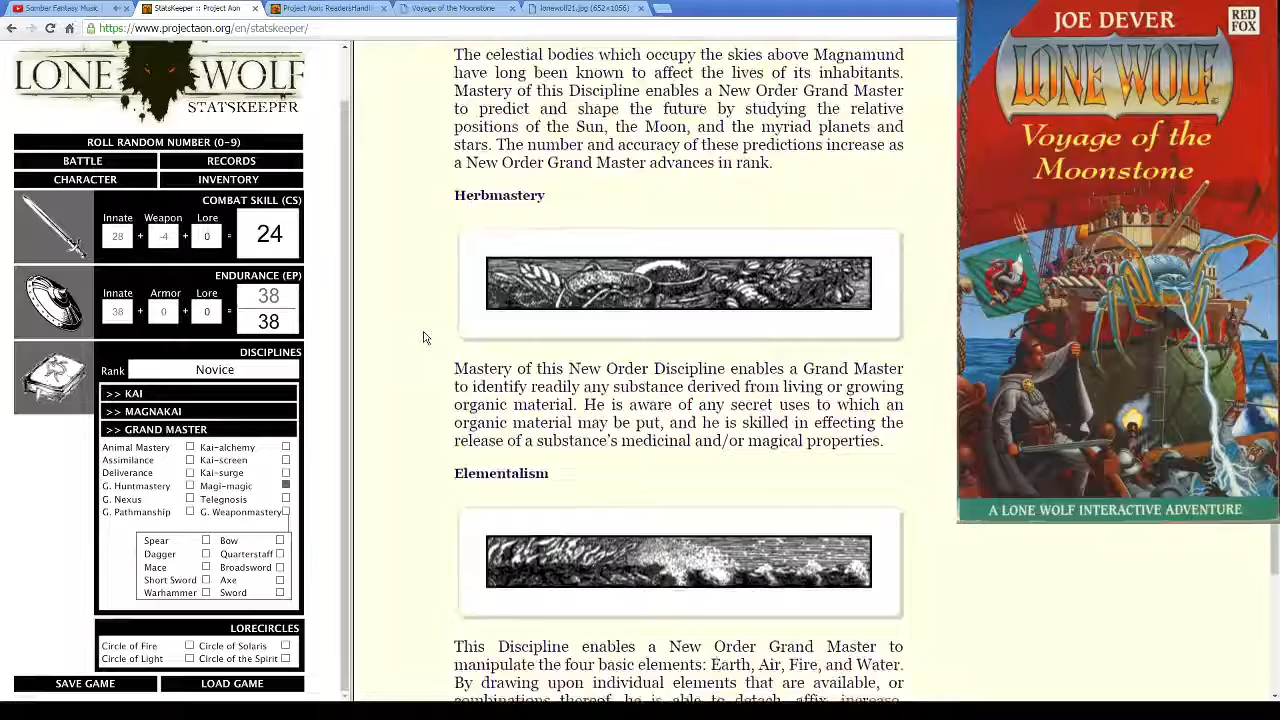 Somber Fantasy Music
StatsKeeper :: Project Aon
Project Aon: ReadersHandl
Voyage of the Moonstone
lonewolf21.jpg (652×1056)
https://www.projectaon.org/en/statskeeper/
LONE WOLF
STATSKEEPER
ROLL RANDOM NUMBER (0-9)
BATTLE RECORDS
CHARACTER INVENTORY
COMBAT SKILL (CS)
Innate Weapon Lore
28 + -4 + 0 = 24
ENDURANCE (EP)
Innate Armor Lore
38
38 + 0 + 0 = 38
DISCIPLINES
Rank Novice
>> KAI
>> MAGNAKAI
>> GRAND MASTER
Animal Mastery Kai-alchemy
Assimilance Kai-screen
Deliverance Kai-surge
G. Huntmastery Magi-magic
G. Nexus Telegnosis
G. Pathmanship G. Weaponmastery
Spear Bow
Dagger Quarterstaff
Mace Broadsword
Short Sword Axe
Warhammer Sword
LORECIRCLES
Circle of Fire Circle of Solaris
Circle of Light Circle of the Spirit
SAVE GAME LOAD GAME
The celestial bodies which occupy the skies above Magnamund
have long been known to affect the lives of its inhabitants.
Mastery of this Discipline enables a New Order Grand Master
to predict and shape the future by studying the relative
positions of the Sun, the Moon, and the myriad planets and
stars. The number and accuracy of these predictions increase as
a New Order Grand Master advances in rank.
Herbmastery
Mastery of this New Order Discipline enables a Grand Master
to identify readily any substance derived from living or growing
organic material. He is aware of any secret uses to which an
organic material may be put, and he is skilled in effecting the
release of a substance's medicinal and/or magical properties.
Elementalism
This Discipline enables a New Order Grand Master to
manipulate the four basic elements: Earth, Air, Fire, and Water.
By drawing upon individual elements that are available, or
combinations thereof, he is able to detach, affix, increase,
JOE DEVER
RED
FOX
LONE WOLF
Voyage of the
Moonstone
A LONE WOLF INTERACTIVE ADVENTURE